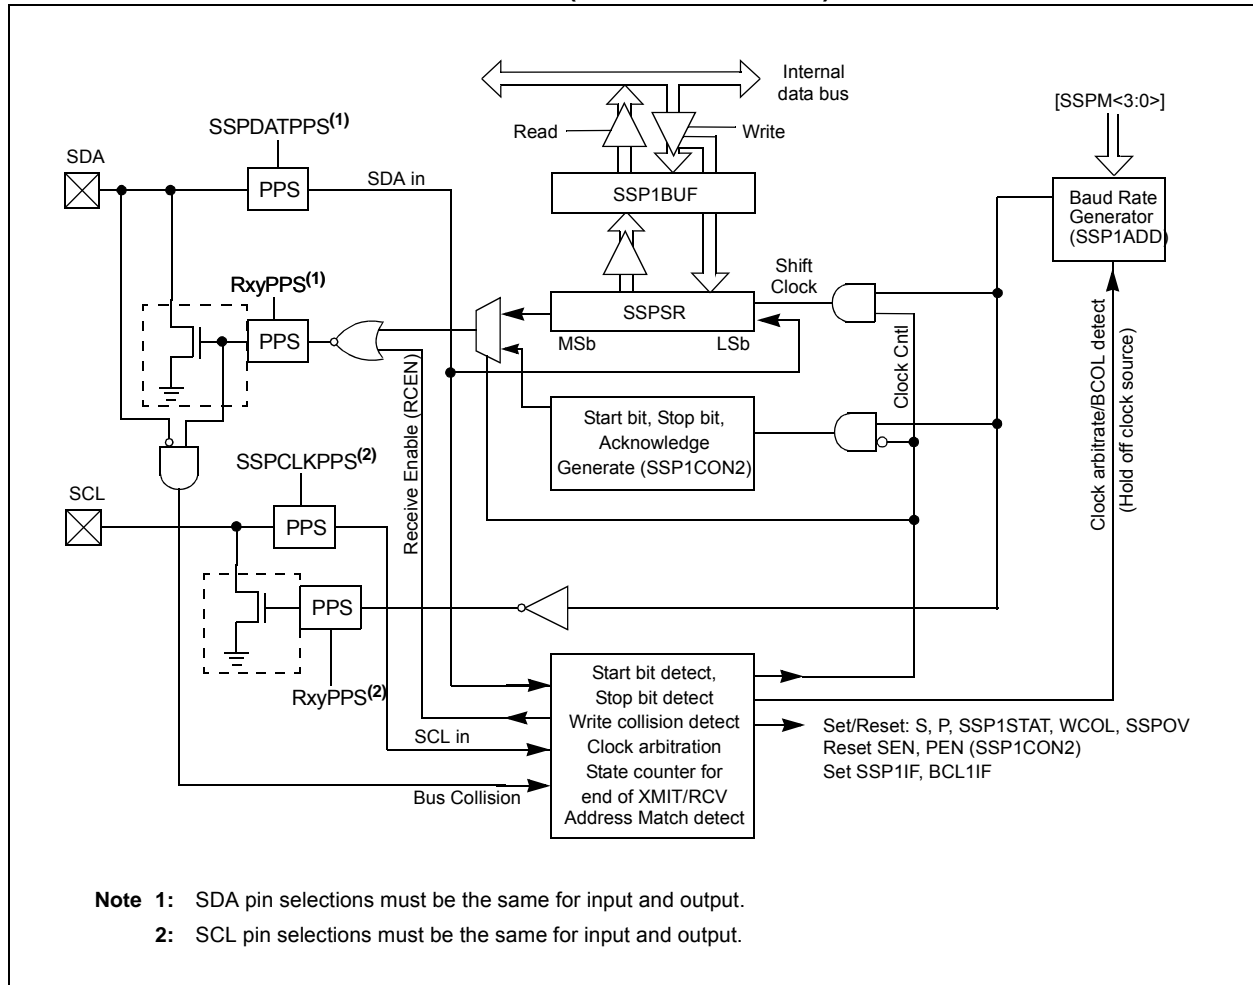 Internal
data bus
[SSPM<3:0>]
Read
Write
SSPDATPPS(1)
SDA
PPS
SDA in
SSP1BUF
Baud Rate
Generator
(SSP1ADD)
RxyPPS(1)
Shift
Clock
PPS
SSPSR
MSb
LSb
Receive Enable (RCEN)
Clock Cntl
Clock arbitrate/BCOL detect
(Hold off clock source)
Start bit, Stop bit,
Acknowledge
Generate (SSP1CON2)
SSPCLKPPS(2)
SCL
PPS
PPS
RxyPPS(2)
SCL in
Bus Collision
Start bit detect,
Stop bit detect
Write collision detect
Clock arbitration
State counter for
end of XMIT/RCV
Address Match detect
Set/Reset: S, P, SSP1STAT, WCOL, SSPOV
Reset SEN, PEN (SSP1CON2)
Set SSP1IF, BCL1IF
Note 1: SDA pin selections must be the same for input and output.
2: SCL pin selections must be the same for input and output.